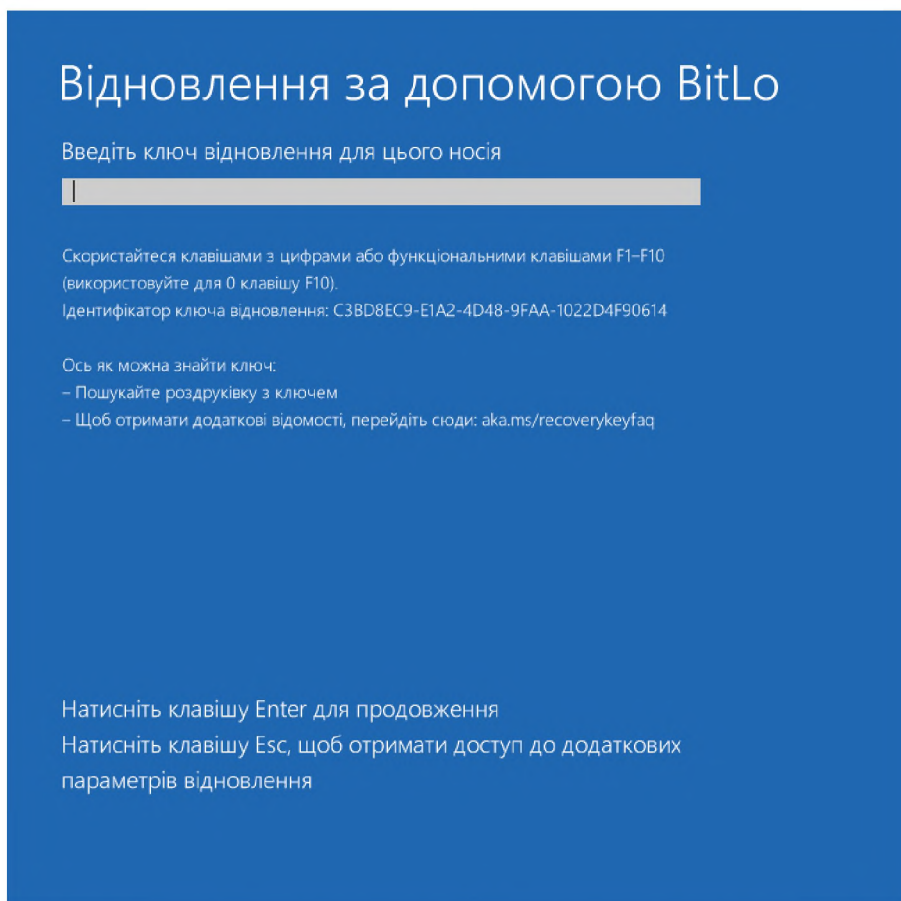 Відновлення за допомогою BitLo
Введіть ключ відновлення для цього носія
Скористайтеся клавішами з цифрами або функціональними клавішами F1–F10
(використовуйте для 0 клавішу F10).
Ідентифікатор ключа відновлення: C3BD8EC9-E1A2-4D48-9FAA-1022D4F90614
Ось як можна знайти ключ:
– Пошукайте роздруківку з ключем
– Щоб отримати додаткові відомості, перейдіть сюди: aka.ms/recoverykeyfaq
Натисніть клавішу Enter для продовження
Натисніть клавішу Esc, щоб отримати доступ до додаткових
параметрів відновлення